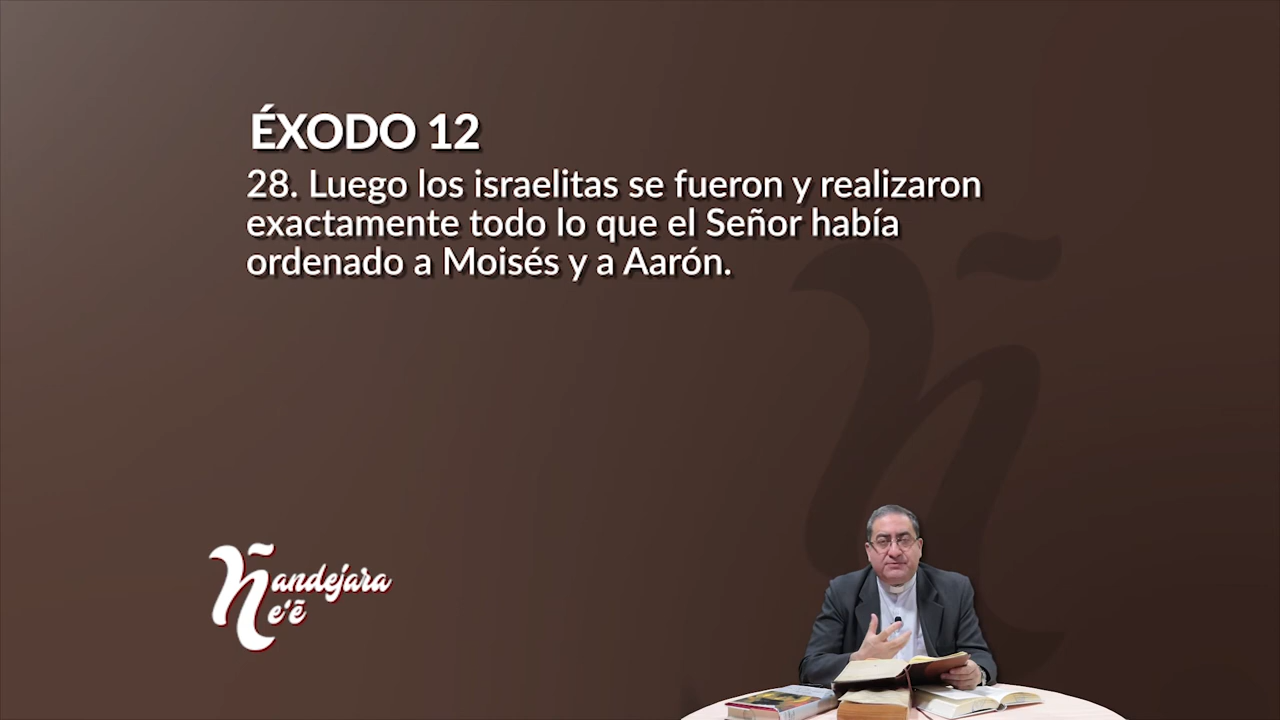 ÉXODO 12
28. Luego los israelitas se fueron y realizaron
exactamente todo lo que el Señor había
ordenado a Moisés y a Aarón.
Ñandejara
Ñe'ẽ